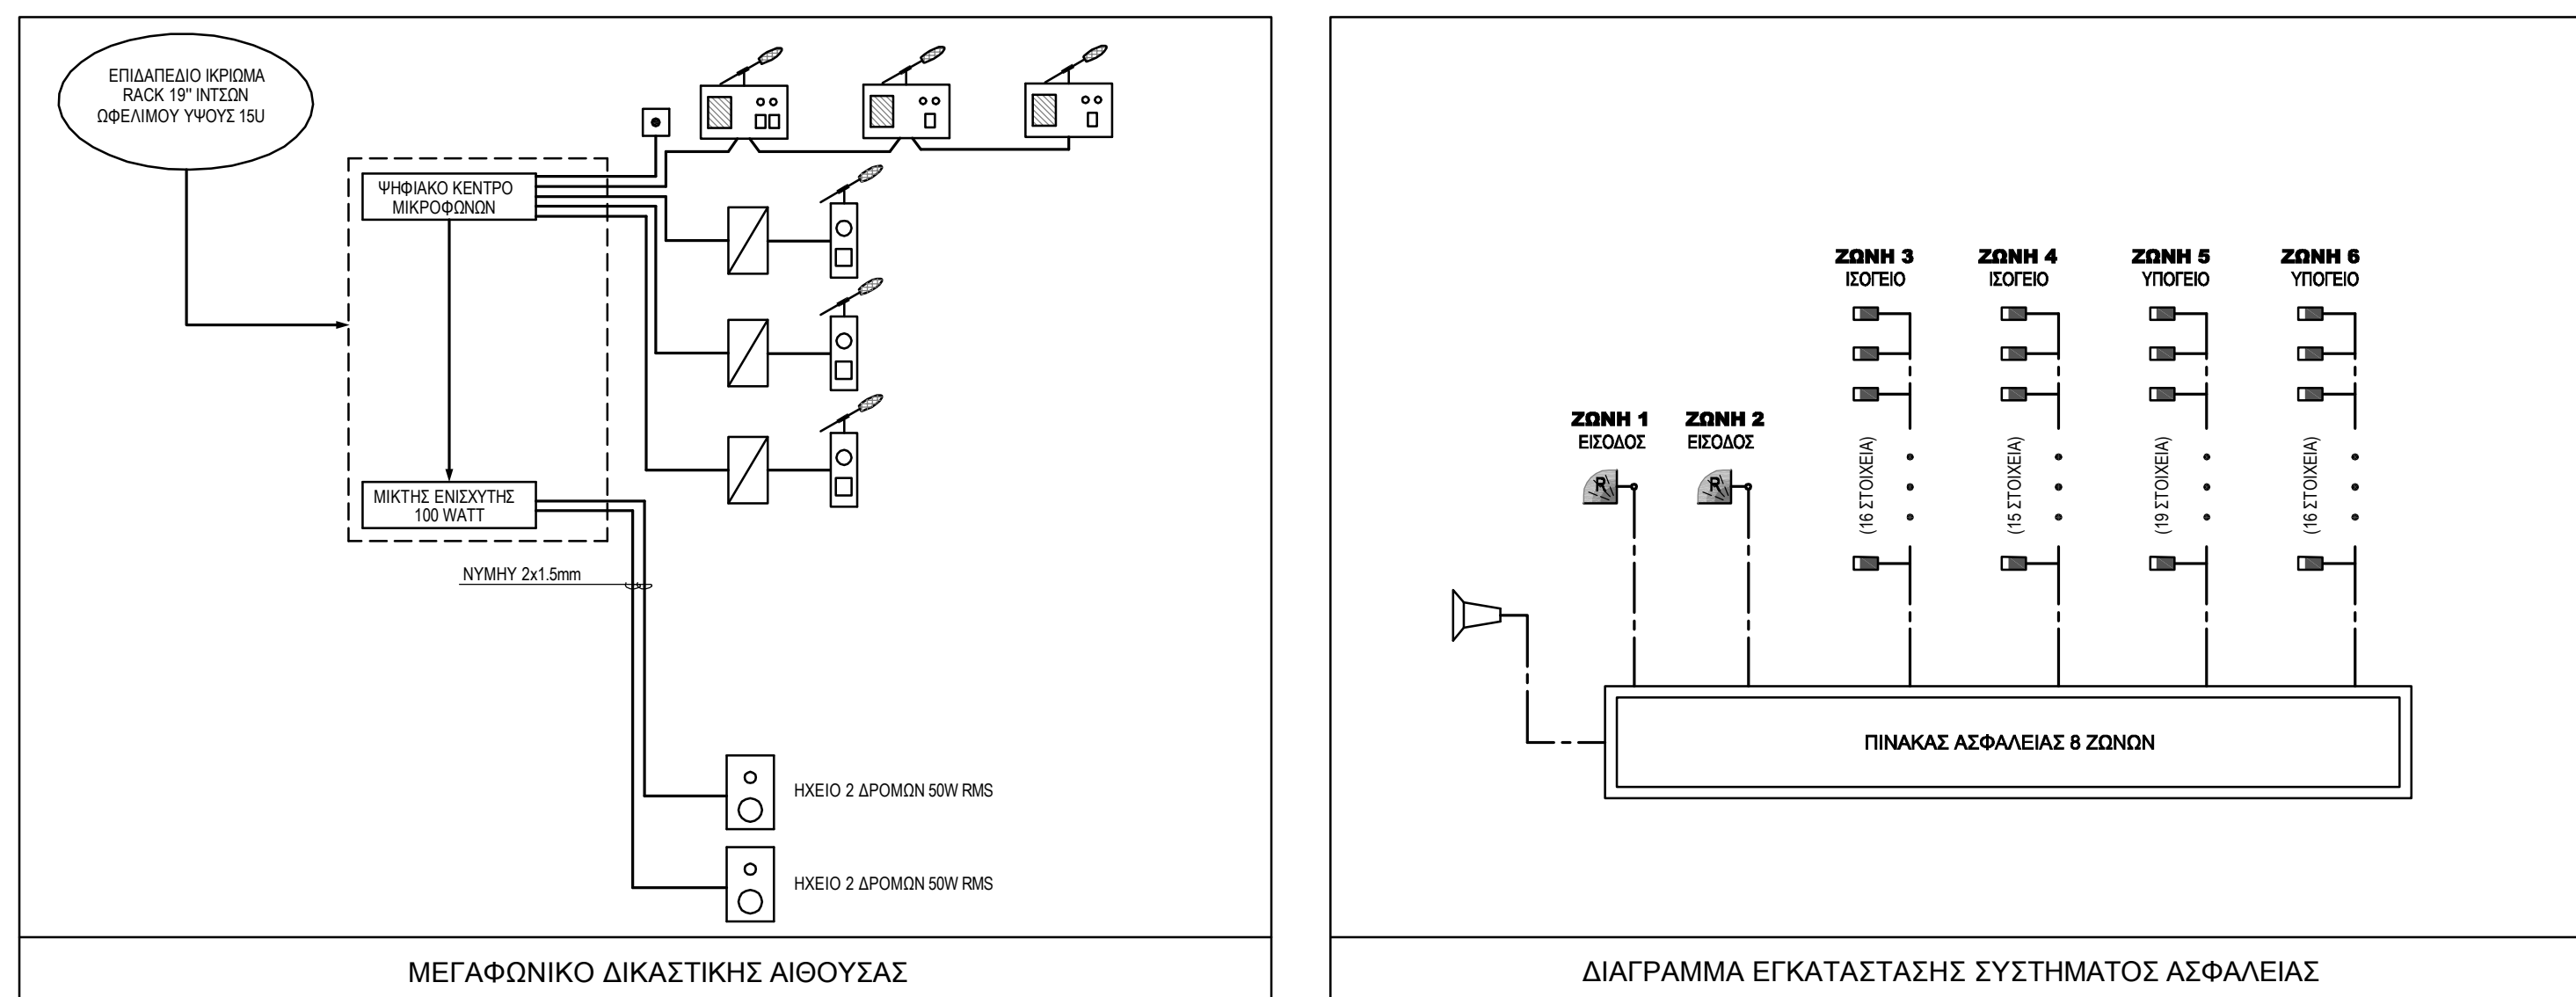 ΕΠΙΔΑΠΕΔΙΟ ΙΚΡΙΩΜΑ
RACK 19" ΙΝΤΣΩΝ
ΩΦΕΛΙΜΟΥ ΥΨΟΥΣ 15U
ΨΗΦΙΑΚΟ ΚΕΝΤΡΟ
ΜΙΚΡΟΦΩΝΩΝ
ΜΙΚΤΗΣ ΕΝΙΣΧΥΤΗΣ
100 WATT
NYMHY 2x1.5mm
ΗΧΕΙΟ 2 ΔΡΟΜΩΝ 50W RMS
ΗΧΕΙΟ 2 ΔΡΟΜΩΝ 50W RMS
ΜΕΓΑΦΩΝΙΚΟ ΔΙΚΑΣΤΙΚΗΣ ΑΙΘΟΥΣΑΣ
ΖΩΝΗ 1
ΕΙΣΟΔΟΣ
R
ΖΩΝΗ 2
ΕΙΣΟΔΟΣ
R
ΖΩΝΗ 3
ΙΣΟΓΕΙΟ
(16 ΣΤΟΙΧΕΙΑ)
ΖΩΝΗ 4
ΙΣΟΓΕΙΟ
(15 ΣΤΟΙΧΕΙΑ)
ΖΩΝΗ 5
ΥΠΟΓΕΙΟ
(19 ΣΤΟΙΧΕΙΑ)
ΖΩΝΗ 6
ΥΠΟΓΕΙΟ
(16 ΣΤΟΙΧΕΙΑ)
ΠΙΝΑΚΑΣ ΑΣΦΑΛΕΙΑΣ 8 ΖΩΝΩΝ
ΔΙΑΓΡΑΜΜΑ ΕΓΚΑΤΑΣΤΑΣΗΣ ΣΥΣΤΗΜΑΤΟΣ ΑΣΦΑΛΕΙΑΣ